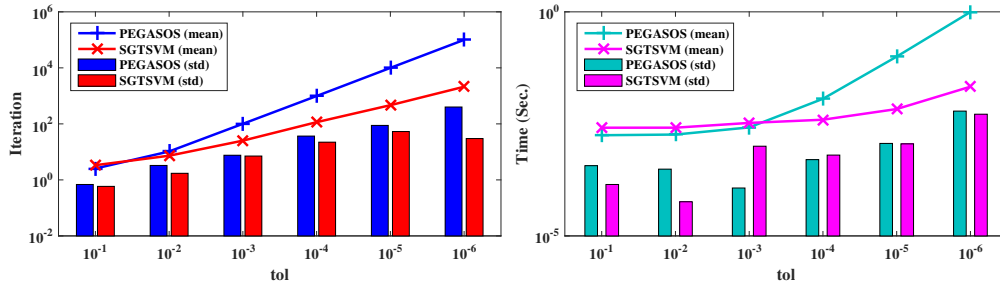 PEGASOS (mean)
SGTSVM (mean)
PEGASOS (std)
SGTSVM (std)
Iteration
10^6
10^4
10^2
10^0
10^-2
10^-1 10^-2 10^-3 10^-4 10^-5 10^-6
tol
PEGASOS (mean)
SGTSVM (mean)
PEGASOS (std)
SGTSVM (std)
Time (Sec.)
10^0
10^-5
10^-1 10^-2 10^-3 10^-4 10^-5 10^-6
tol